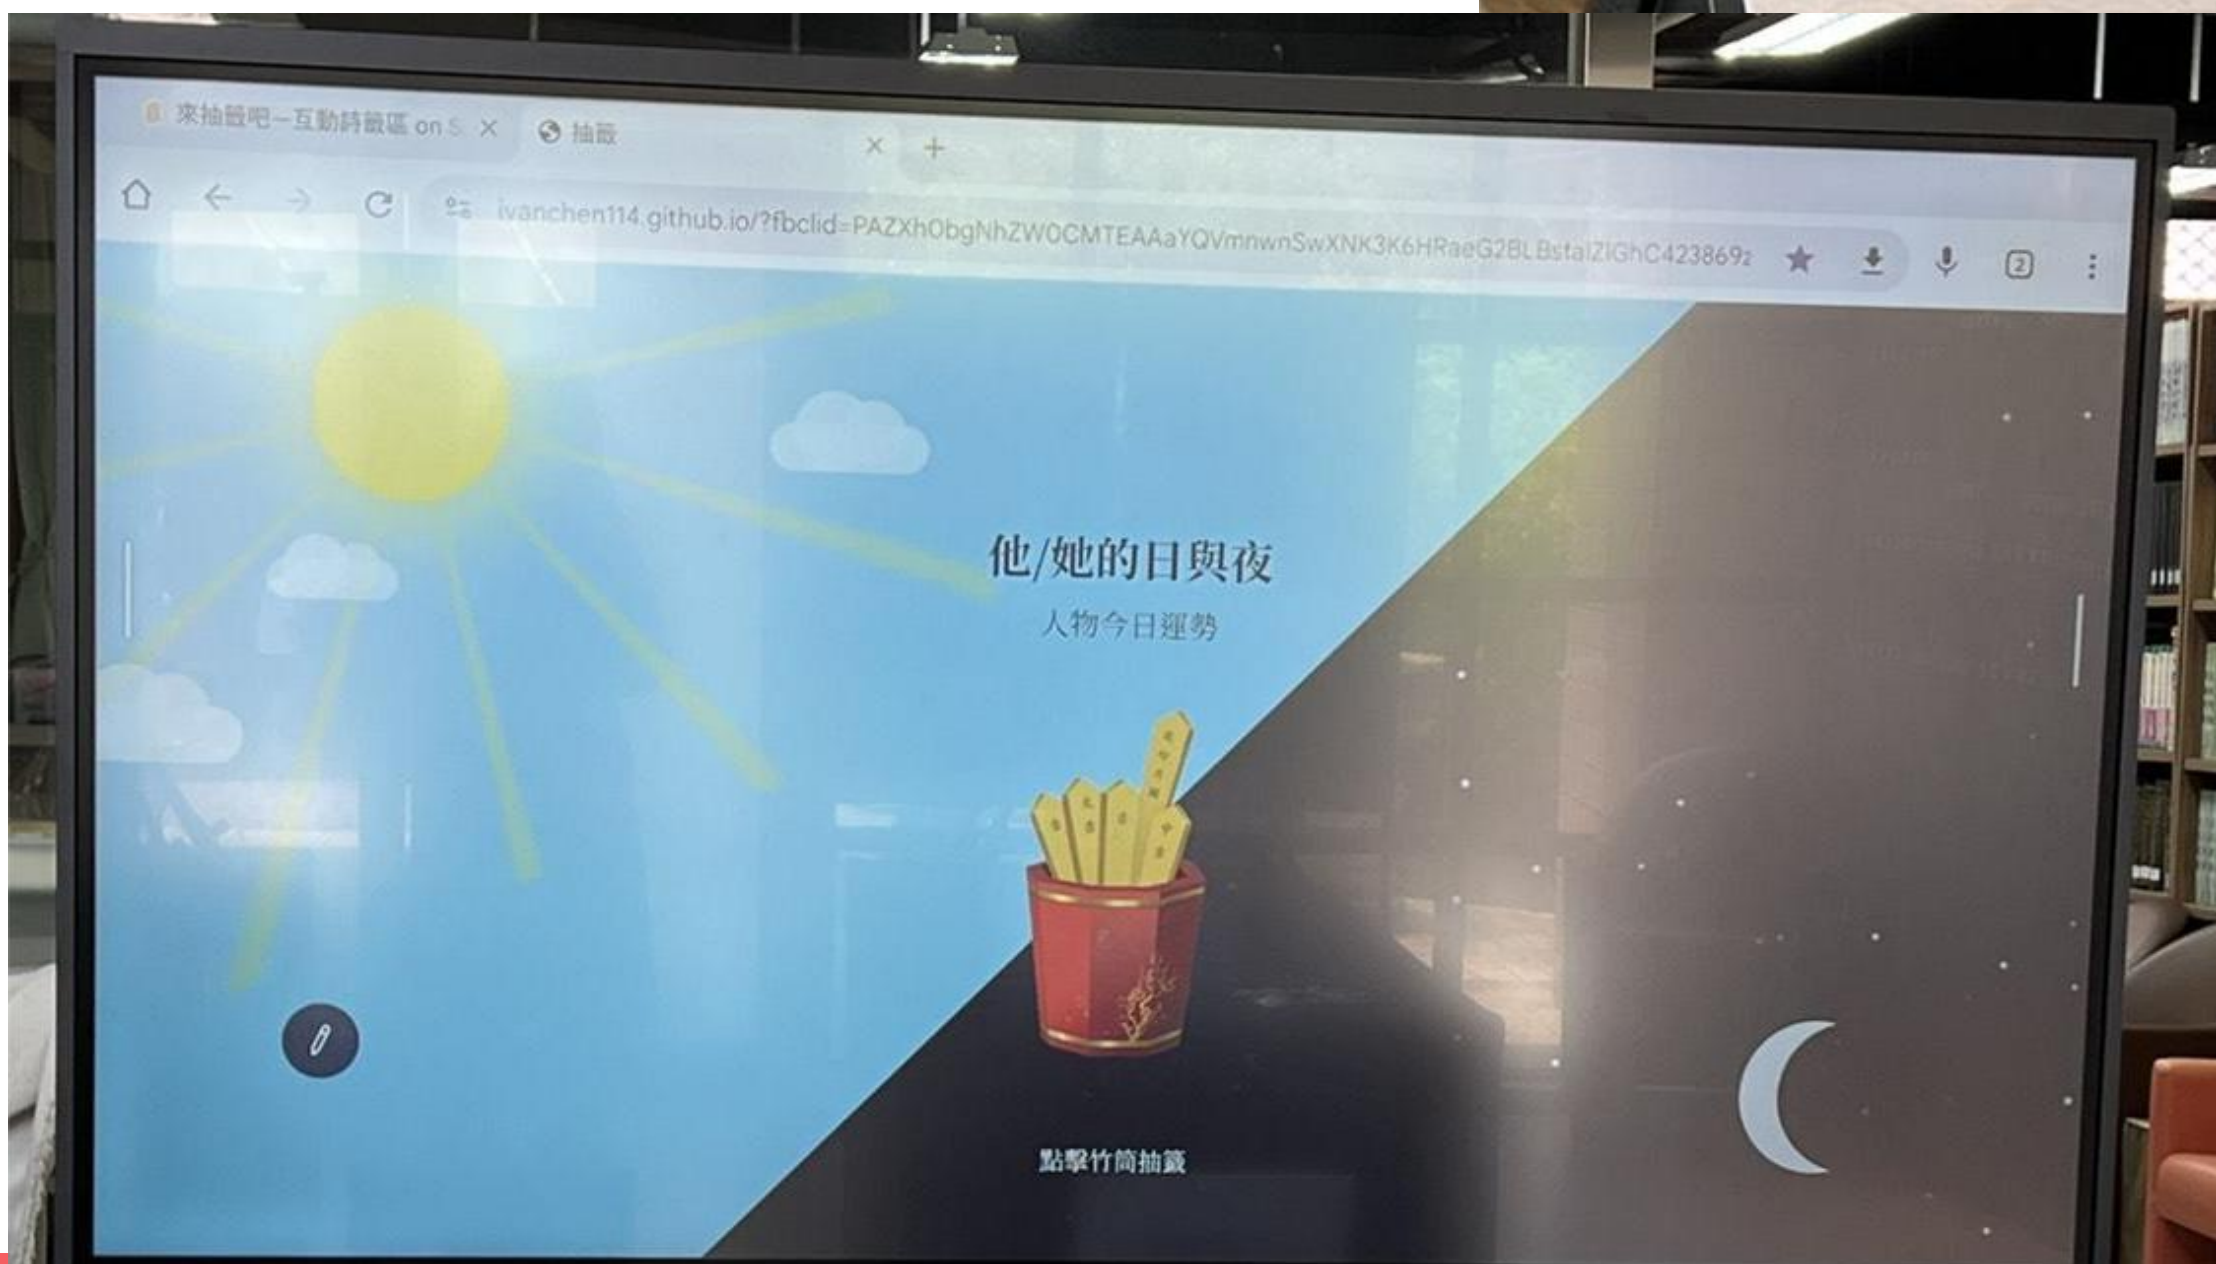 來抽籤吧－互動詩籤區 on S
抽籤
ivanchen114.github.io/?fbclid=
2
他/她的日與夜
人物今日運勢
點擊竹筒抽籤